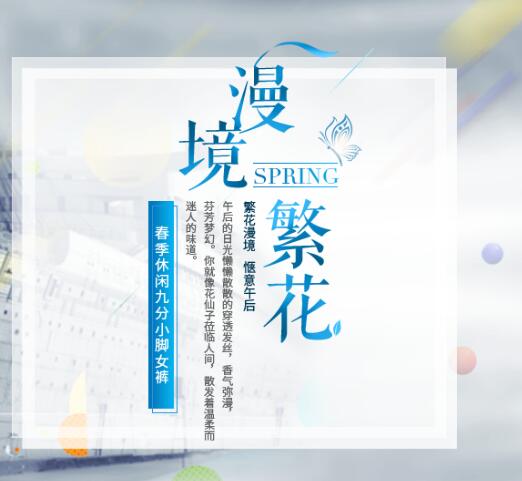 漫境
SPRING
繁花
繁花漫境 惬意午后
午后的日光懒懒散散的穿透发丝，香气弥漫，
芬芳梦幻。你就像花仙子莅临人间，散发着温柔而
迷人的味道。
春季休闲九分小脚女裤